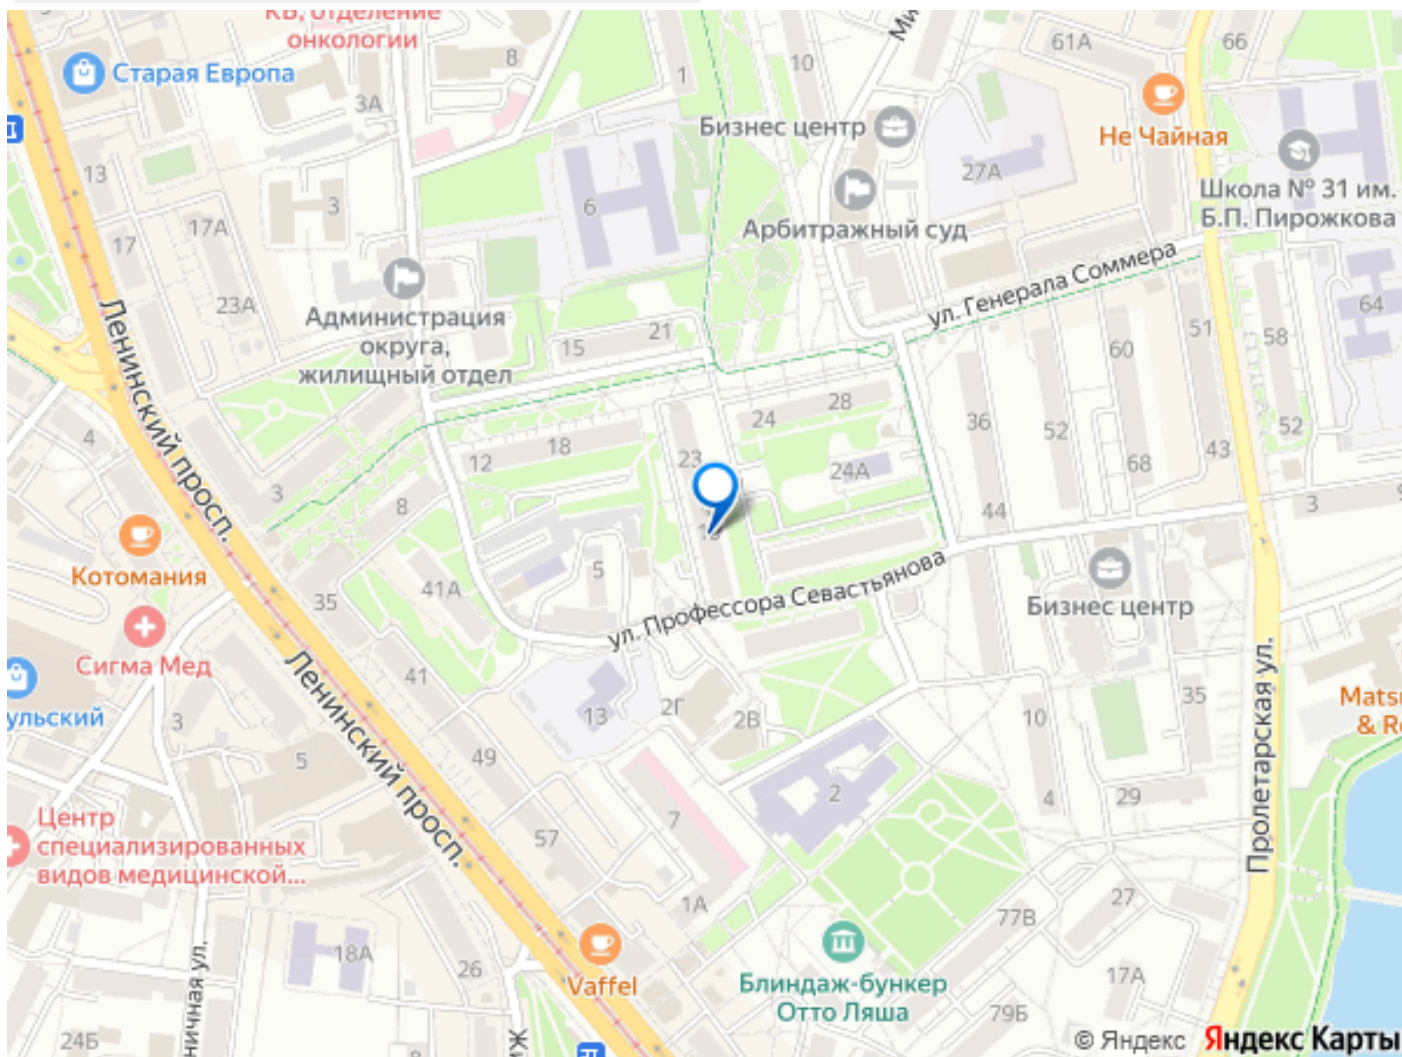 КБ, отделение
онкологии
Старая Европа
8
3А
1
10
61А
66
Бизнес центр
Не Чайная
27А
13
Школа № 31 им.
Б.П. Пирожкова
Арбитражный суд
6
3
17А
17
23А
Администрация
округа,
жилищный отдел
21
15
ул. Генерала Соммера
51
58
64
60
Ленинский просп.
4
3
8
12
18
23
24
28
24А
36
52
68
43
52
44
3
Котомания
35
41А
5
ул. Профессора Севастьянова
Бизнес центр
Сигма Мед
41
13
2Г
2В
10
35
3
5
49
Ленинский просп.
7
2
4
29
Пролетарская ул.
57
1А
Центр
специализированных
видов медицинской...
77В
27
18А
26
Vaffel
Блиндаж-бункер
Отто Ляша
17А
79Б
24Б
© Яндекс Яндекс Карты